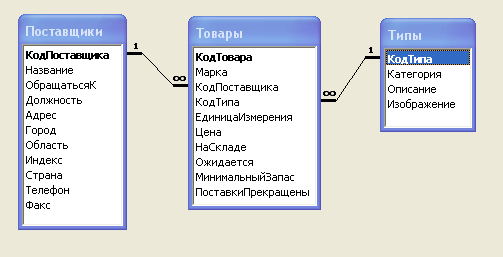 Поставщики
КодПоставщика
Название
ОбращатьсяК
Должность
Адрес
Город
Область
Индекс
Страна
Телефон
Факс
1
∞
Товары
КодТовара
Марка
КодПоставщика
КодТипа
ЕдиницаИзмерения
Цена
НаСкладе
Ожидается
МинимальныйЗапас
ПоставкиПрекращены
∞
1
Типы
КодТипа
Категория
Описание
Изображение